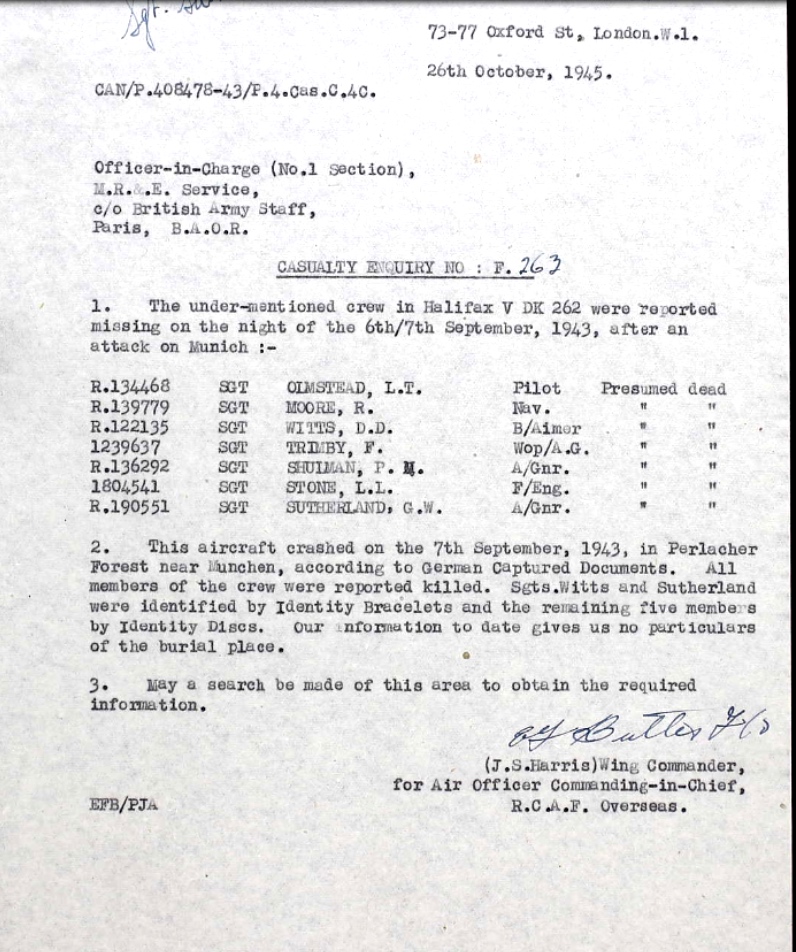 Sgt.
73-77 Oxford St, London.W.1.
26th October, 1945.
CAN/P.408478-43/P.4.Cas.C.4C.
Officer-in-Charge (No.1 Section),
M.R.&.E. Service,
c/o British Army Staff,
Paris, B.A.O.R.
CASUALTY ENQUIRY NO : F. 263
1. The under-mentioned crew in Halifax V DK 262 were reported
missing on the night of the 6th/7th September, 1943, after an
attack on Munich :-
R.134468 SGT OLMSTEAD, L.T. Pilot Presumed dead
R.139779 SGT MOORE, R. Nav. " "
R.122135 SGT WITTS, D.D. B/Aimer " "
1239637 SGT TRIMBY, F. Wop/A.G. " "
R.136292 SGT SHUIMAN, P. M. A/Gnr. " "
1804541 SGT STONE, L.L. F/Eng. " "
R.190551 SGT SUTHERLAND, G.W. A/Gnr. " "
2. This aircraft crashed on the 7th September, 1943, in Perlacher
Forest near Munchen, according to German Captured Documents. All
members of the crew were reported killed. Sgts.Witts and Sutherland
were identified by Identity Bracelets and the remaining five members
by Identity Discs. Our information to date gives us no particulars
of the burial place.
3. May a search be made of this area to obtain the required
information.
Butler F/O
(J.S.Harris)Wing Commander,
for Air Officer Commanding-in-Chief,
EFB/PJA R.C.A.F. Overseas.